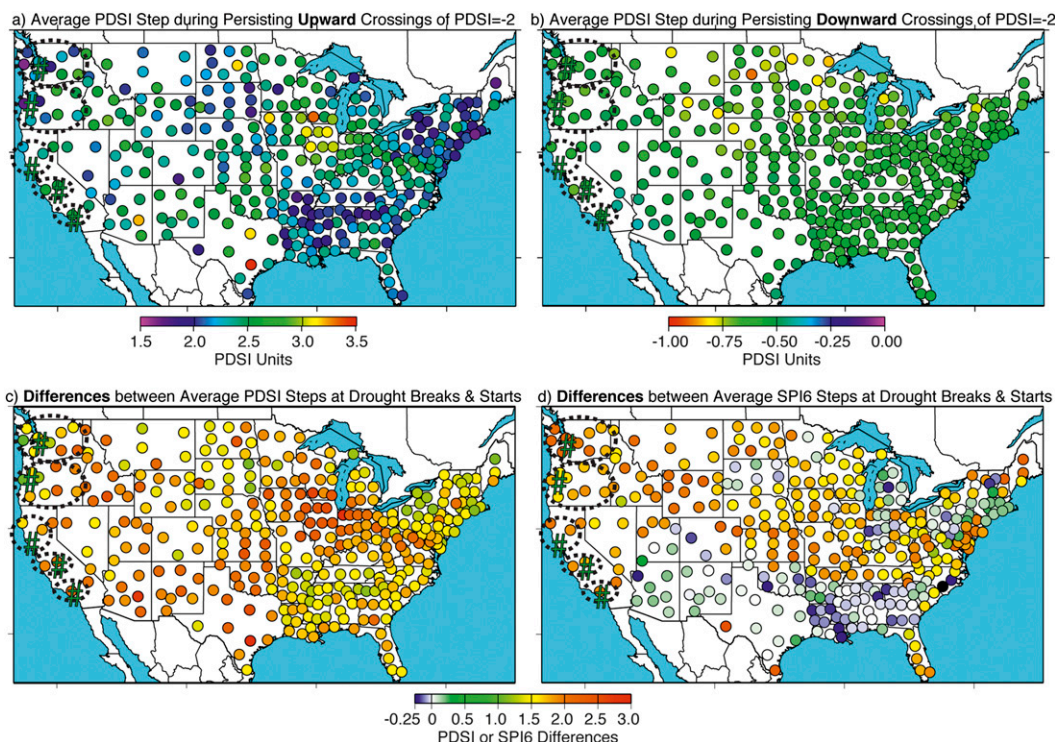 a) Average PDSI Step during Persisting Upward Crossings of PDSI=-2
b) Average PDSI Step during Persisting Downward Crossings of PDSI=-2
#
#
#
#
#
1.5 2.0 2.5 3.0 3.5
PDSI Units
-1.00 -0.75 -0.50 -0.25 0.00
PDSI Units
c) Differences between Average PDSI Steps at Drought Breaks & Starts
d) Differences between Average SPI6 Steps at Drought Breaks & Starts
#
#
#
#
#
#
#
#
#
#
-0.25 0 0.5 1.0 1.5 2.0 2.5 3.0
PDSI or SPI6 Differences